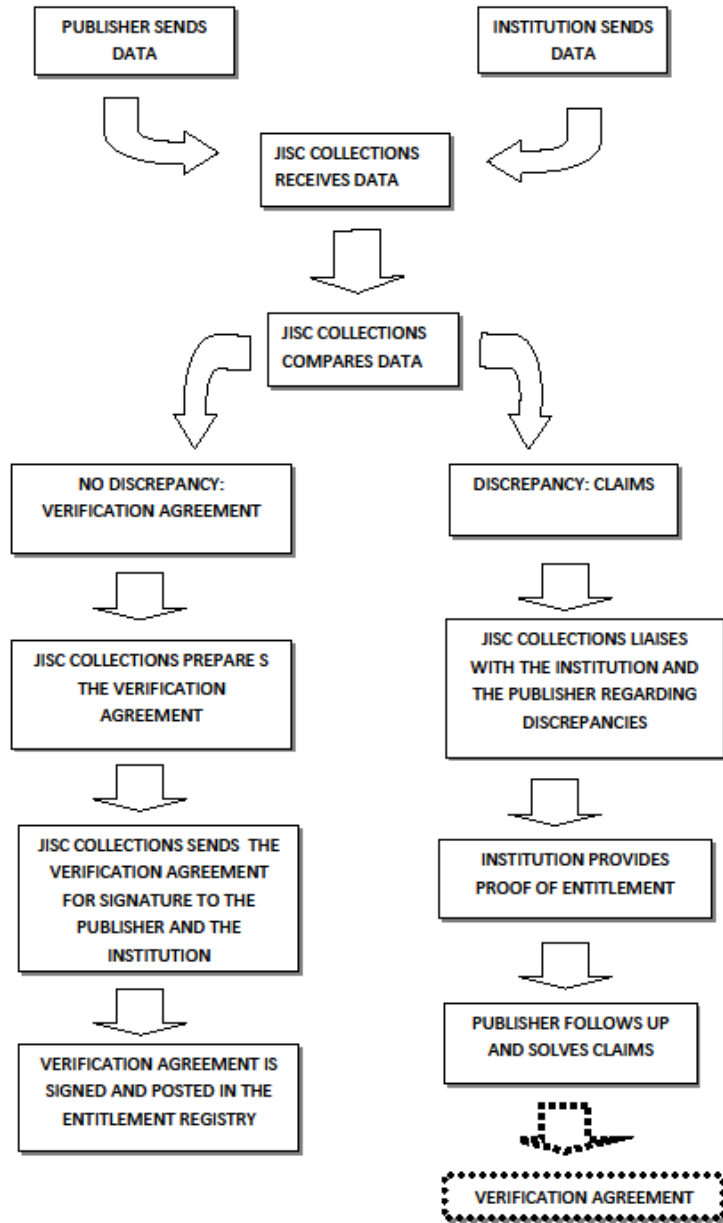 PUBLISHER SENDS
DATA
INSTITUTION SENDS
DATA
JISC COLLECTIONS
RECEIVES DATA
JISC COLLECTIONS
COMPARES DATA
NO DISCREPANCY:
VERIFICATION AGREEMENT
JISC COLLECTIONS PREPARE S
THE VERIFICATION
AGREEMENT
JISC COLLECTIONS SENDS THE
VERIFICATION AGREEMENT
FOR SIGNATURE TO THE
PUBLISHER AND THE
INSTITUTION
VERIFICATION AGREEMENT IS
SIGNED AND POSTED IN THE
ENTITLEMENT REGISTRY
DISCREPANCY: CLAIMS
JISC COLLECTIONS LIAISES
WITH THE INSTITUTION AND
THE PUBLISHER REGARDING
DISCREPANCIES
INSTITUTION PROVIDES
PROOF OF ENTITLEMENT
PUBLISHER FOLLOWS UP
AND SOLVES CLAIMS
VERIFICATION AGREEMENT